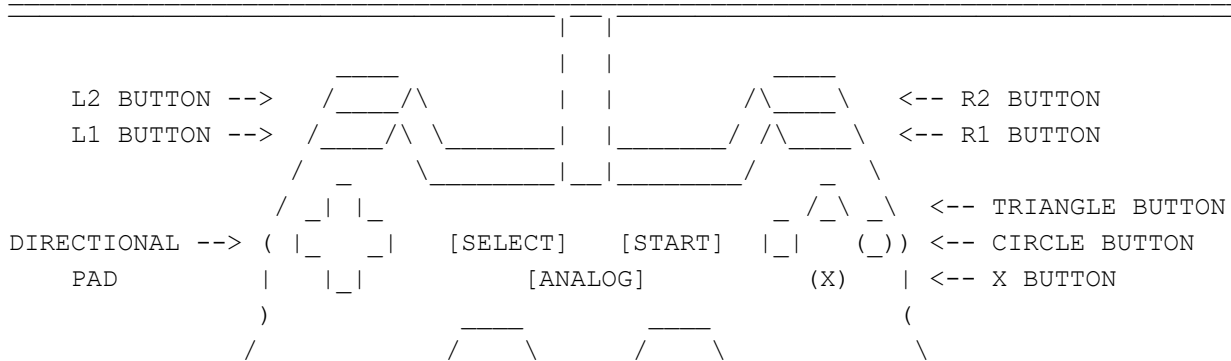 L2 BUTTON --> <-- R2 BUTTON
L1 BUTTON --> <-- R1 BUTTON
<-- TRIANGLE BUTTON
DIRECTIONAL --> [SELECT] [START] <-- CIRCLE BUTTON
PAD [ANALOG] (X) <-- X BUTTON